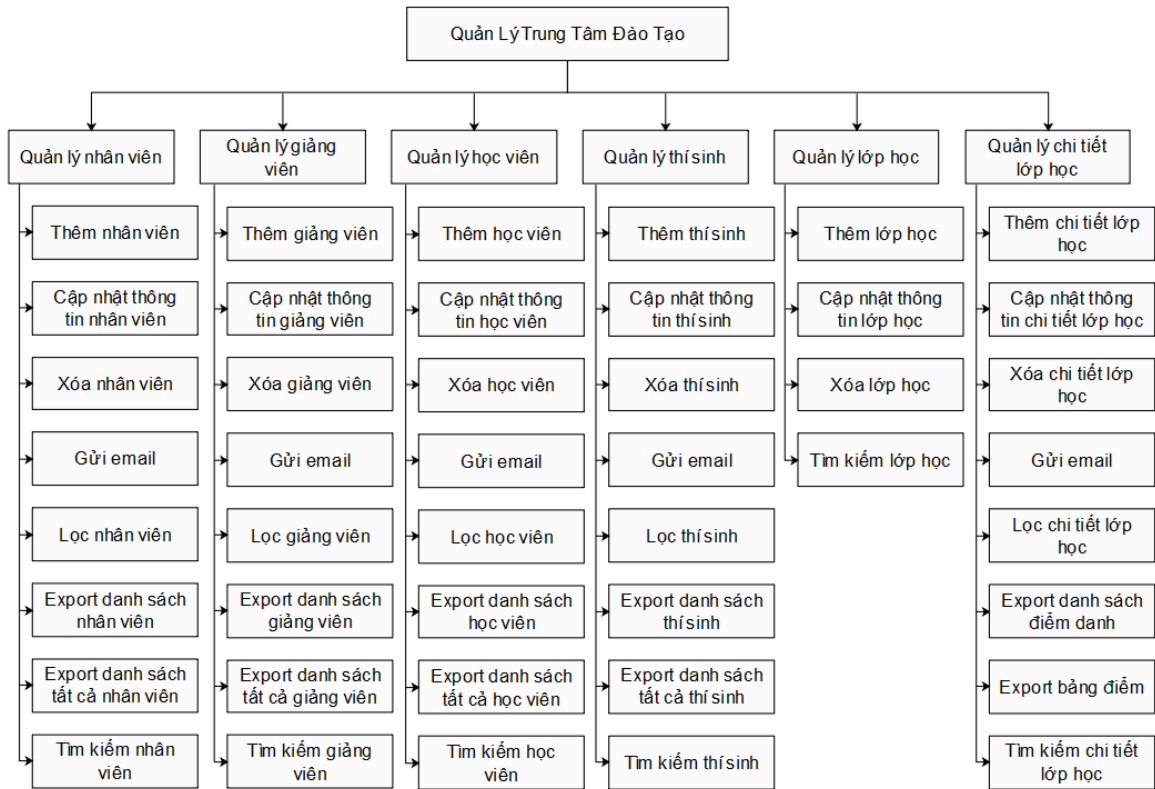 Quản Lý Trung Tâm Đào Tạo
Quản lý nhân viên
Thêm nhân viên
Cập nhật thông
tin nhân viên
Xóa nhân viên
Gửi email
Lọc nhân viên
Export danh sách
nhân viên
Export danh sách
tất cả nhân viên
Tìm kiếm nhân
viên
Quản lý giảng
viên
Thêm giảng viên
Cập nhật thông
tin giảng viên
Xóa giảng viên
Gửi email
Lọc giảng viên
Export danh sách
giảng viên
Export danh sách
tất cả giảng viên
Tìm kiếm giảng
viên
Quản lý học viên
Thêm học viên
Cập nhật thông
tin học viên
Xóa học viên
Gửi email
Lọc học viên
Export danh sách
học viên
Export danh sách
tất cả học viên
Tìm kiếm học
viên
Quản lý thí sinh
Thêm thí sinh
Cập nhật thông
tin thí sinh
Xóa thí sinh
Gửi email
Lọc thí sinh
Export danh sách
thí sinh
Export danh sách
tất cả thí sinh
Tìm kiếm thí sinh
Quản lý lớp học
Thêm lớp học
Cập nhật thông
tin lớp học
Xóa lớp học
Tìm kiếm lớp học
Quản lý chi tiết
lớp học
Thêm chi tiết lớp
học
Cập nhật thông
tin chi tiết lớp học
Xóa chi tiết lớp
học
Gửi email
Lọc chi tiết lớp
học
Export danh sách
điểm danh
Export bảng điểm
Tìm kiếm chi tiết
lớp học